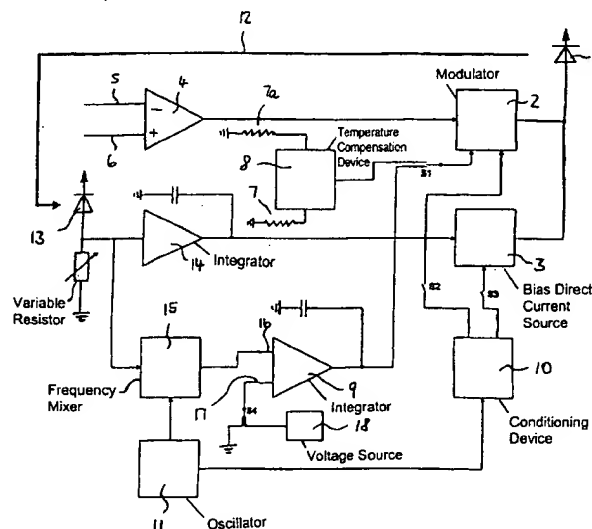 12
5
4
7a
Modulator
2
6
Temperature
Compensation
Device
8
S1
7
13
14
Integrator
3
Bias Direct
Current
Source
S2
S3
Variable
Resistor
15
16
Frequency
Mixer
17
9
Integrator
10
Conditioning
Device
S4
18
Voltage Source
11
Oscillator